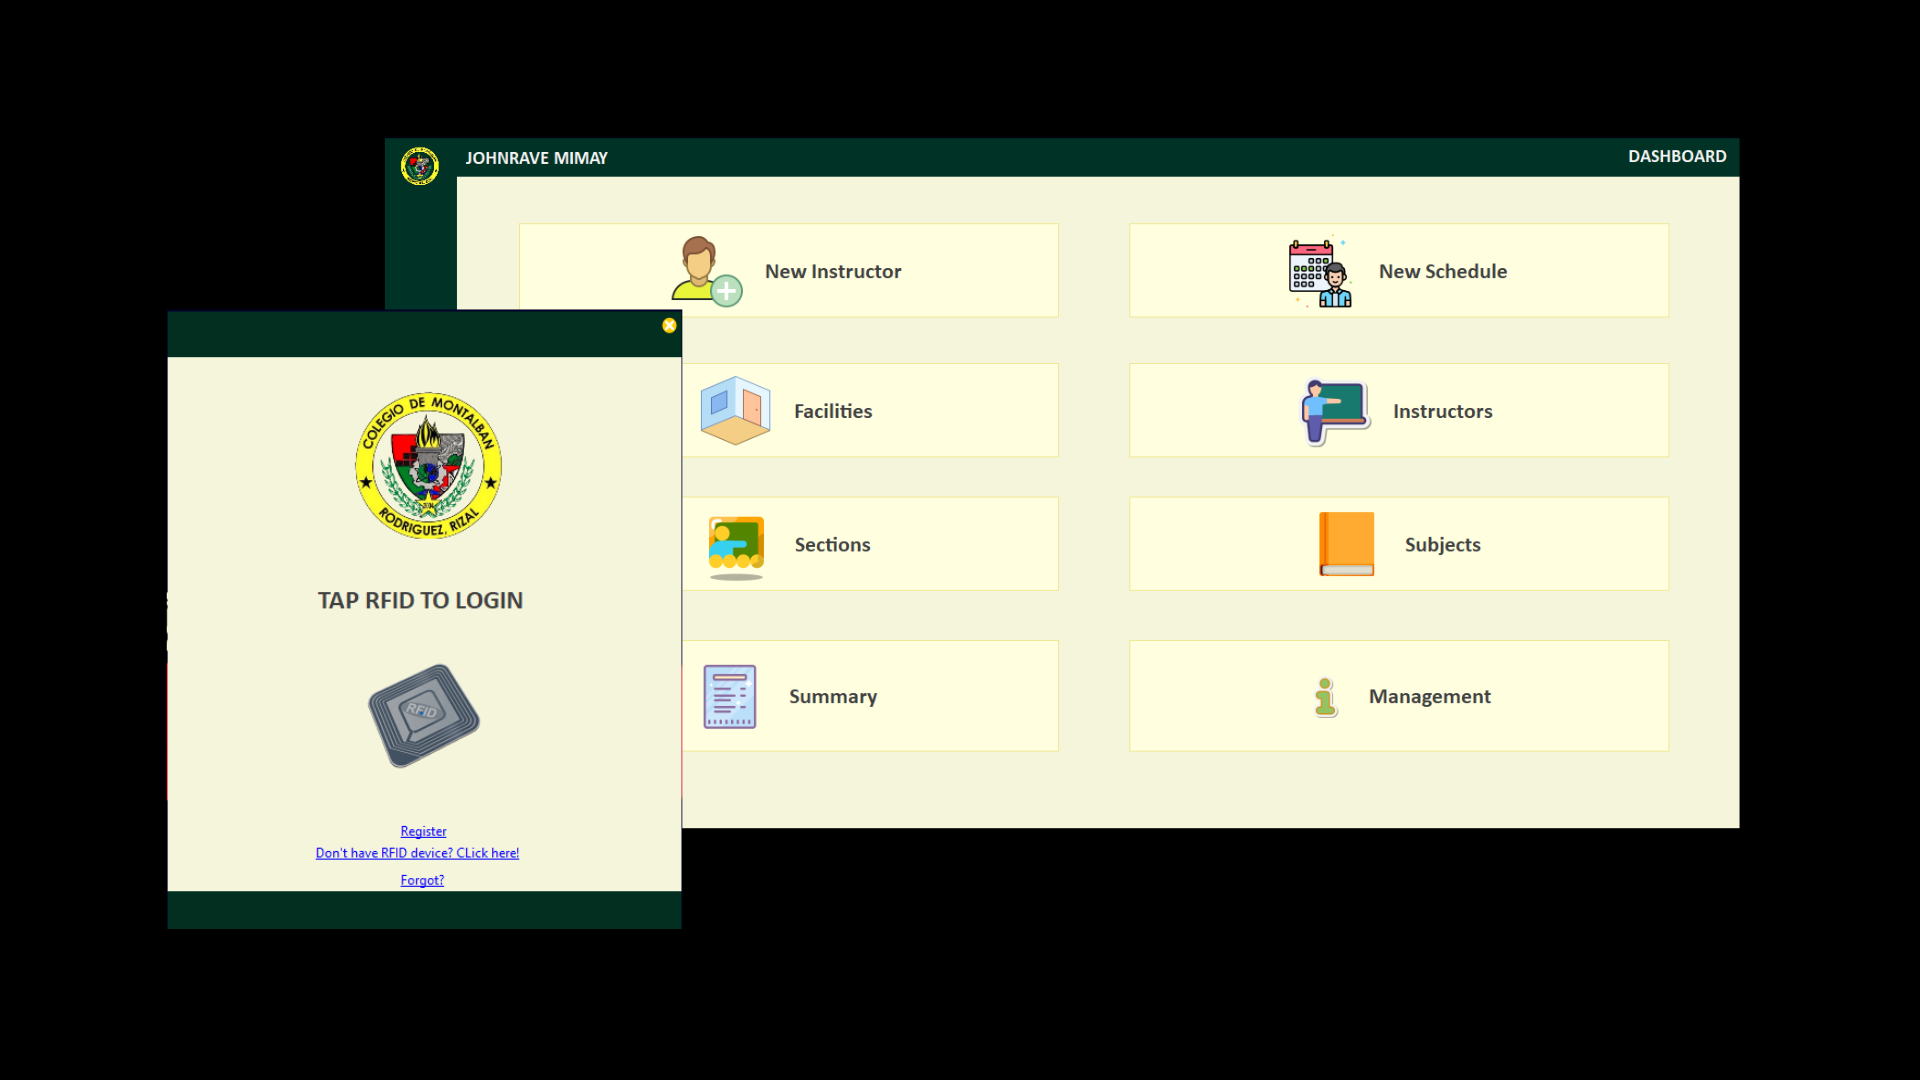 JOHNRAVE MIMAY
DASHBOARD
New Instructor
New Schedule
Facilities
Instructors
Sections
Subjects
Summary
Management
COLEGIO DE MONTALBAN
2004
RODRIGUEZ, RIZAL
TAP RFID TO LOGIN
RFID
Register
Don't have RFID device? CLick here!
Forgot?